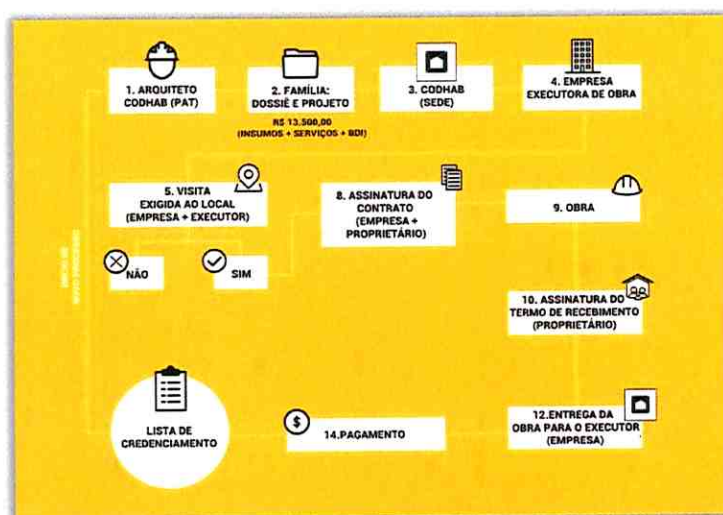 1. ARQUITETO
CODHAB (PAT)
2. FAMÍLIA:
DOSSIÊ E PROJETO
R$ 13.500,00
(INSUMOS + SERVIÇOS + BDI)
3. CODHAB
(SEDE)
4. EMPRESA
EXECUTORA DE OBRA
5. VISITA
EXIGIDA AO LOCAL
(EMPRESA + EXECUTOR)
NÃO
SIM
8. ASSINATURA DO
CONTRATO
(EMPRESA +
PROPRIETÁRIO)
9. OBRA
10. ASSINATURA DO
TERMO DE RECEBIMENTO
(PROPRIETÁRIO)
LISTA DE
CREDENCIAMENTO
$
14.PAGAMENTO
12.ENTREGA DA
OBRA PARA O EXECUTOR
(EMPRESA)